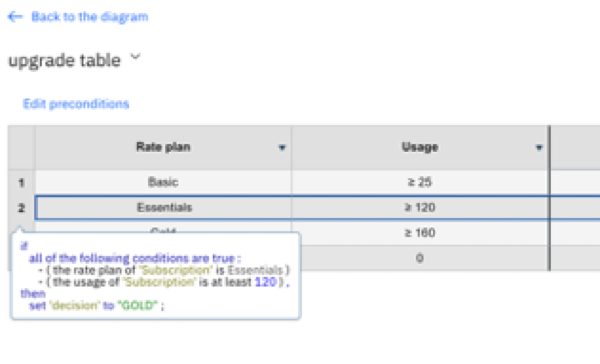 ← Back to the diagram
upgrade table
Edit preconditions
Rate plan Usage
1 Basic ≥ 25
2 Essentials ≥ 120
Gold ≥ 160
0
if
all of the following conditions are true :
- ( the rate plan of 'Subscription' is Essentials )
- ( the usage of 'Subscription' is at least 120 ) ,
then
set 'decision' to "GOLD" ;